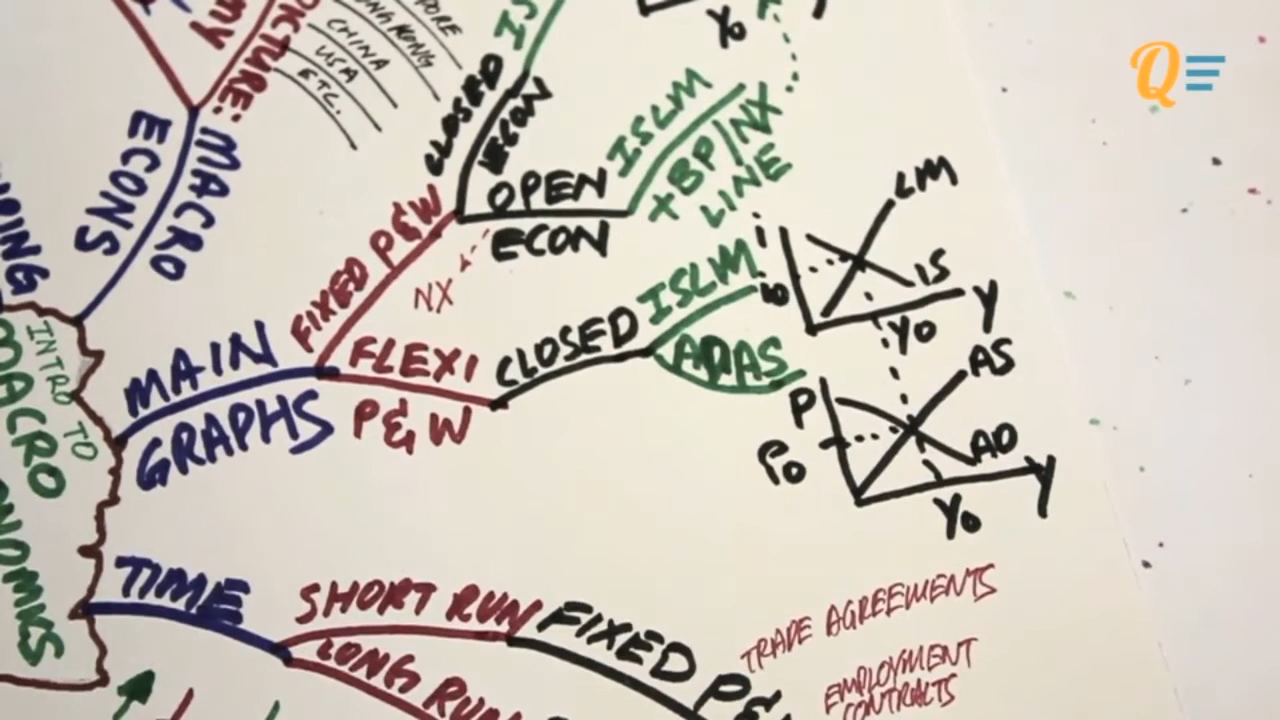 PICTURE:
CHINA
USA
ETC.
MACRO
ECONS
CLOSED
ECON
IS
Y₀
OPEN
ECON
ISLM
+BP/NX
LINE
FIXED P&W
NX
MAIN
GRAPHS
FLEXI
P&W
CLOSED
ISLM
ADAS
i
i₀
LM
IS
Y
Y₀
P
P₀
AS
AD
Y
Y₀
INTRO TO
MACRO
TIME
SHORT RUN
FIXED
LONG RUN
TRADE AGREEMENTS
EMPLOYMENT
CONTRACTS
Q